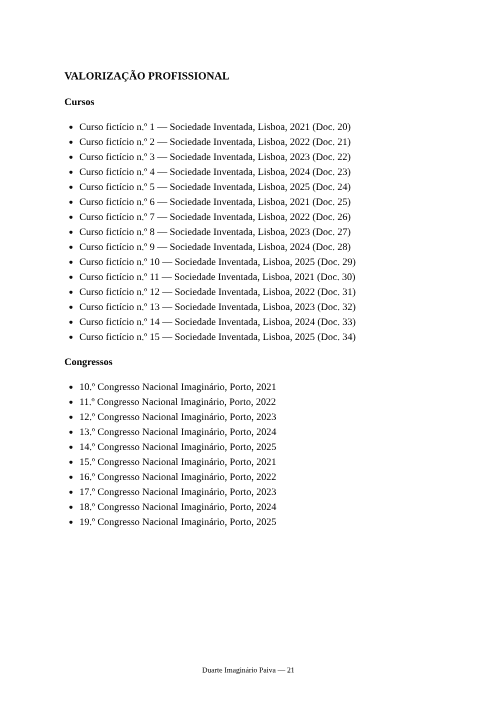 VALORIZAÇÃO PROFISSIONAL
Cursos
• Curso fictício n.º 1 — Sociedade Inventada, Lisboa, 2021 (Doc. 20)
• Curso fictício n.º 2 — Sociedade Inventada, Lisboa, 2022 (Doc. 21)
• Curso fictício n.º 3 — Sociedade Inventada, Lisboa, 2023 (Doc. 22)
• Curso fictício n.º 4 — Sociedade Inventada, Lisboa, 2024 (Doc. 23)
• Curso fictício n.º 5 — Sociedade Inventada, Lisboa, 2025 (Doc. 24)
• Curso fictício n.º 6 — Sociedade Inventada, Lisboa, 2021 (Doc. 25)
• Curso fictício n.º 7 — Sociedade Inventada, Lisboa, 2022 (Doc. 26)
• Curso fictício n.º 8 — Sociedade Inventada, Lisboa, 2023 (Doc. 27)
• Curso fictício n.º 9 — Sociedade Inventada, Lisboa, 2024 (Doc. 28)
• Curso fictício n.º 10 — Sociedade Inventada, Lisboa, 2025 (Doc. 29)
• Curso fictício n.º 11 — Sociedade Inventada, Lisboa, 2021 (Doc. 30)
• Curso fictício n.º 12 — Sociedade Inventada, Lisboa, 2022 (Doc. 31)
• Curso fictício n.º 13 — Sociedade Inventada, Lisboa, 2023 (Doc. 32)
• Curso fictício n.º 14 — Sociedade Inventada, Lisboa, 2024 (Doc. 33)
• Curso fictício n.º 15 — Sociedade Inventada, Lisboa, 2025 (Doc. 34)
Congressos
• 10.º Congresso Nacional Imaginário, Porto, 2021
• 11.º Congresso Nacional Imaginário, Porto, 2022
• 12.º Congresso Nacional Imaginário, Porto, 2023
• 13.º Congresso Nacional Imaginário, Porto, 2024
• 14.º Congresso Nacional Imaginário, Porto, 2025
• 15.º Congresso Nacional Imaginário, Porto, 2021
• 16.º Congresso Nacional Imaginário, Porto, 2022
• 17.º Congresso Nacional Imaginário, Porto, 2023
• 18.º Congresso Nacional Imaginário, Porto, 2024
• 19.º Congresso Nacional Imaginário, Porto, 2025
Duarte Imaginário Paiva — 21